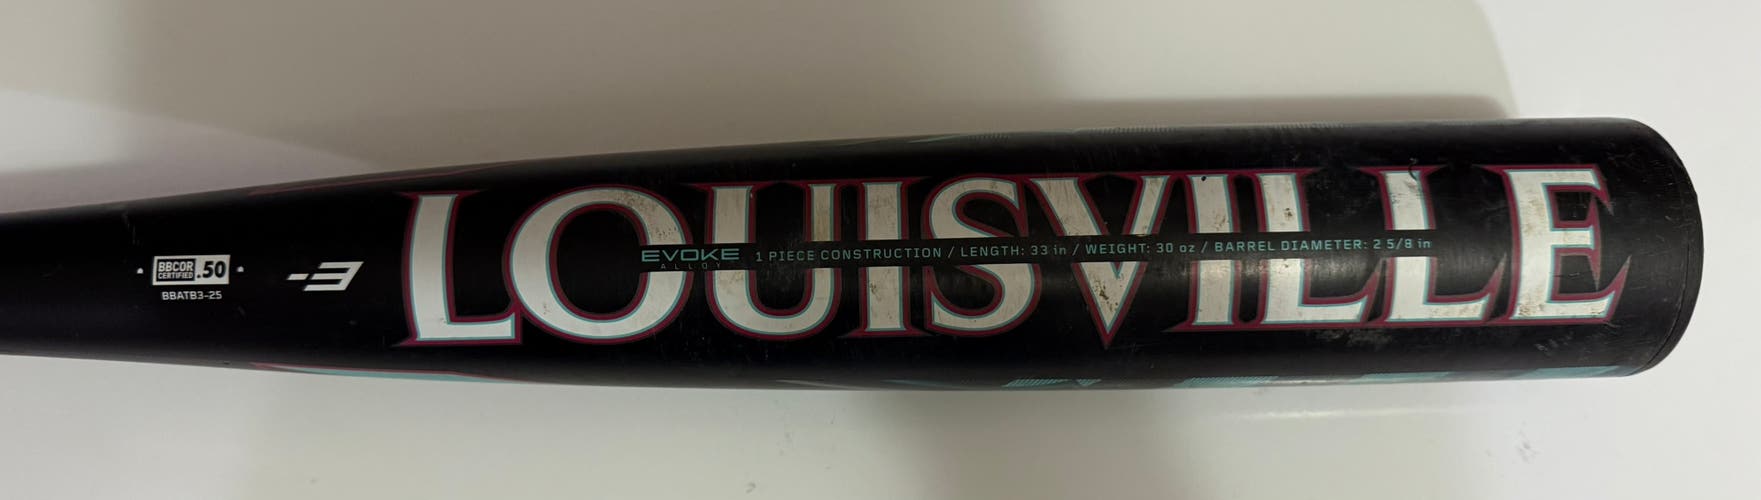 BBCOR
CERTIFIED .50
BBATB3-25
-3
LOUISVILLE
EVOKE
ALLOY
1 PIECE CONSTRUCTION / LENGTH: 33 in / WEIGHT: 30 oz / BARREL DIAMETER: 2 5/8 in